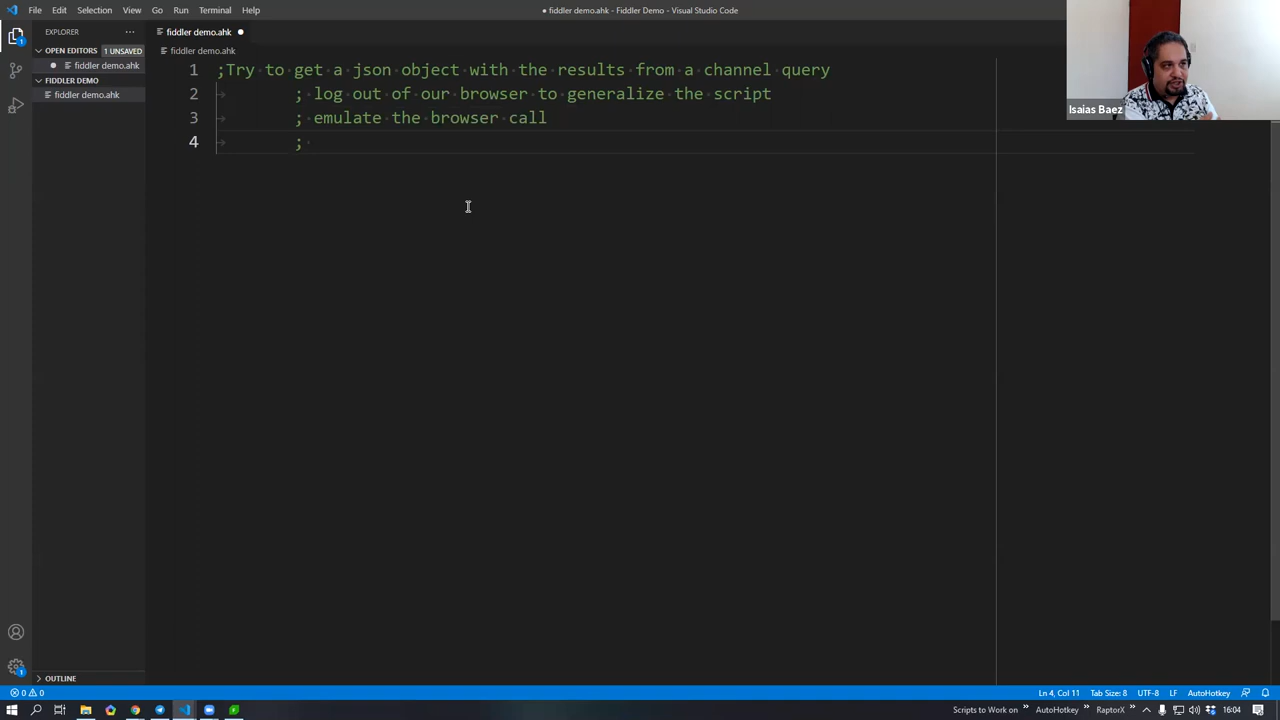 File Edit Selection View Go Run Terminal Help
● fiddler demo.ahk - Fiddler Demo - Visual Studio Code
EXPLORER
OPEN EDITORS 1 UNSAVED
fiddler demo.ahk
FIDDLER DEMO
fiddler demo.ahk
fiddler demo.ahk
fiddler demo.ahk
1 ;Try to get a json object with the results from a channel query
2 ; log out of our browser to generalize the script
3 ; emulate the browser call
4 ;
Isaias Baez
OUTLINE
0 0
Ln 4, Col 11 Tab Size: 8 UTF-8 LF AutoHotkey
Scripts to Work on » AutoHotkey » RaptorX » 16:04